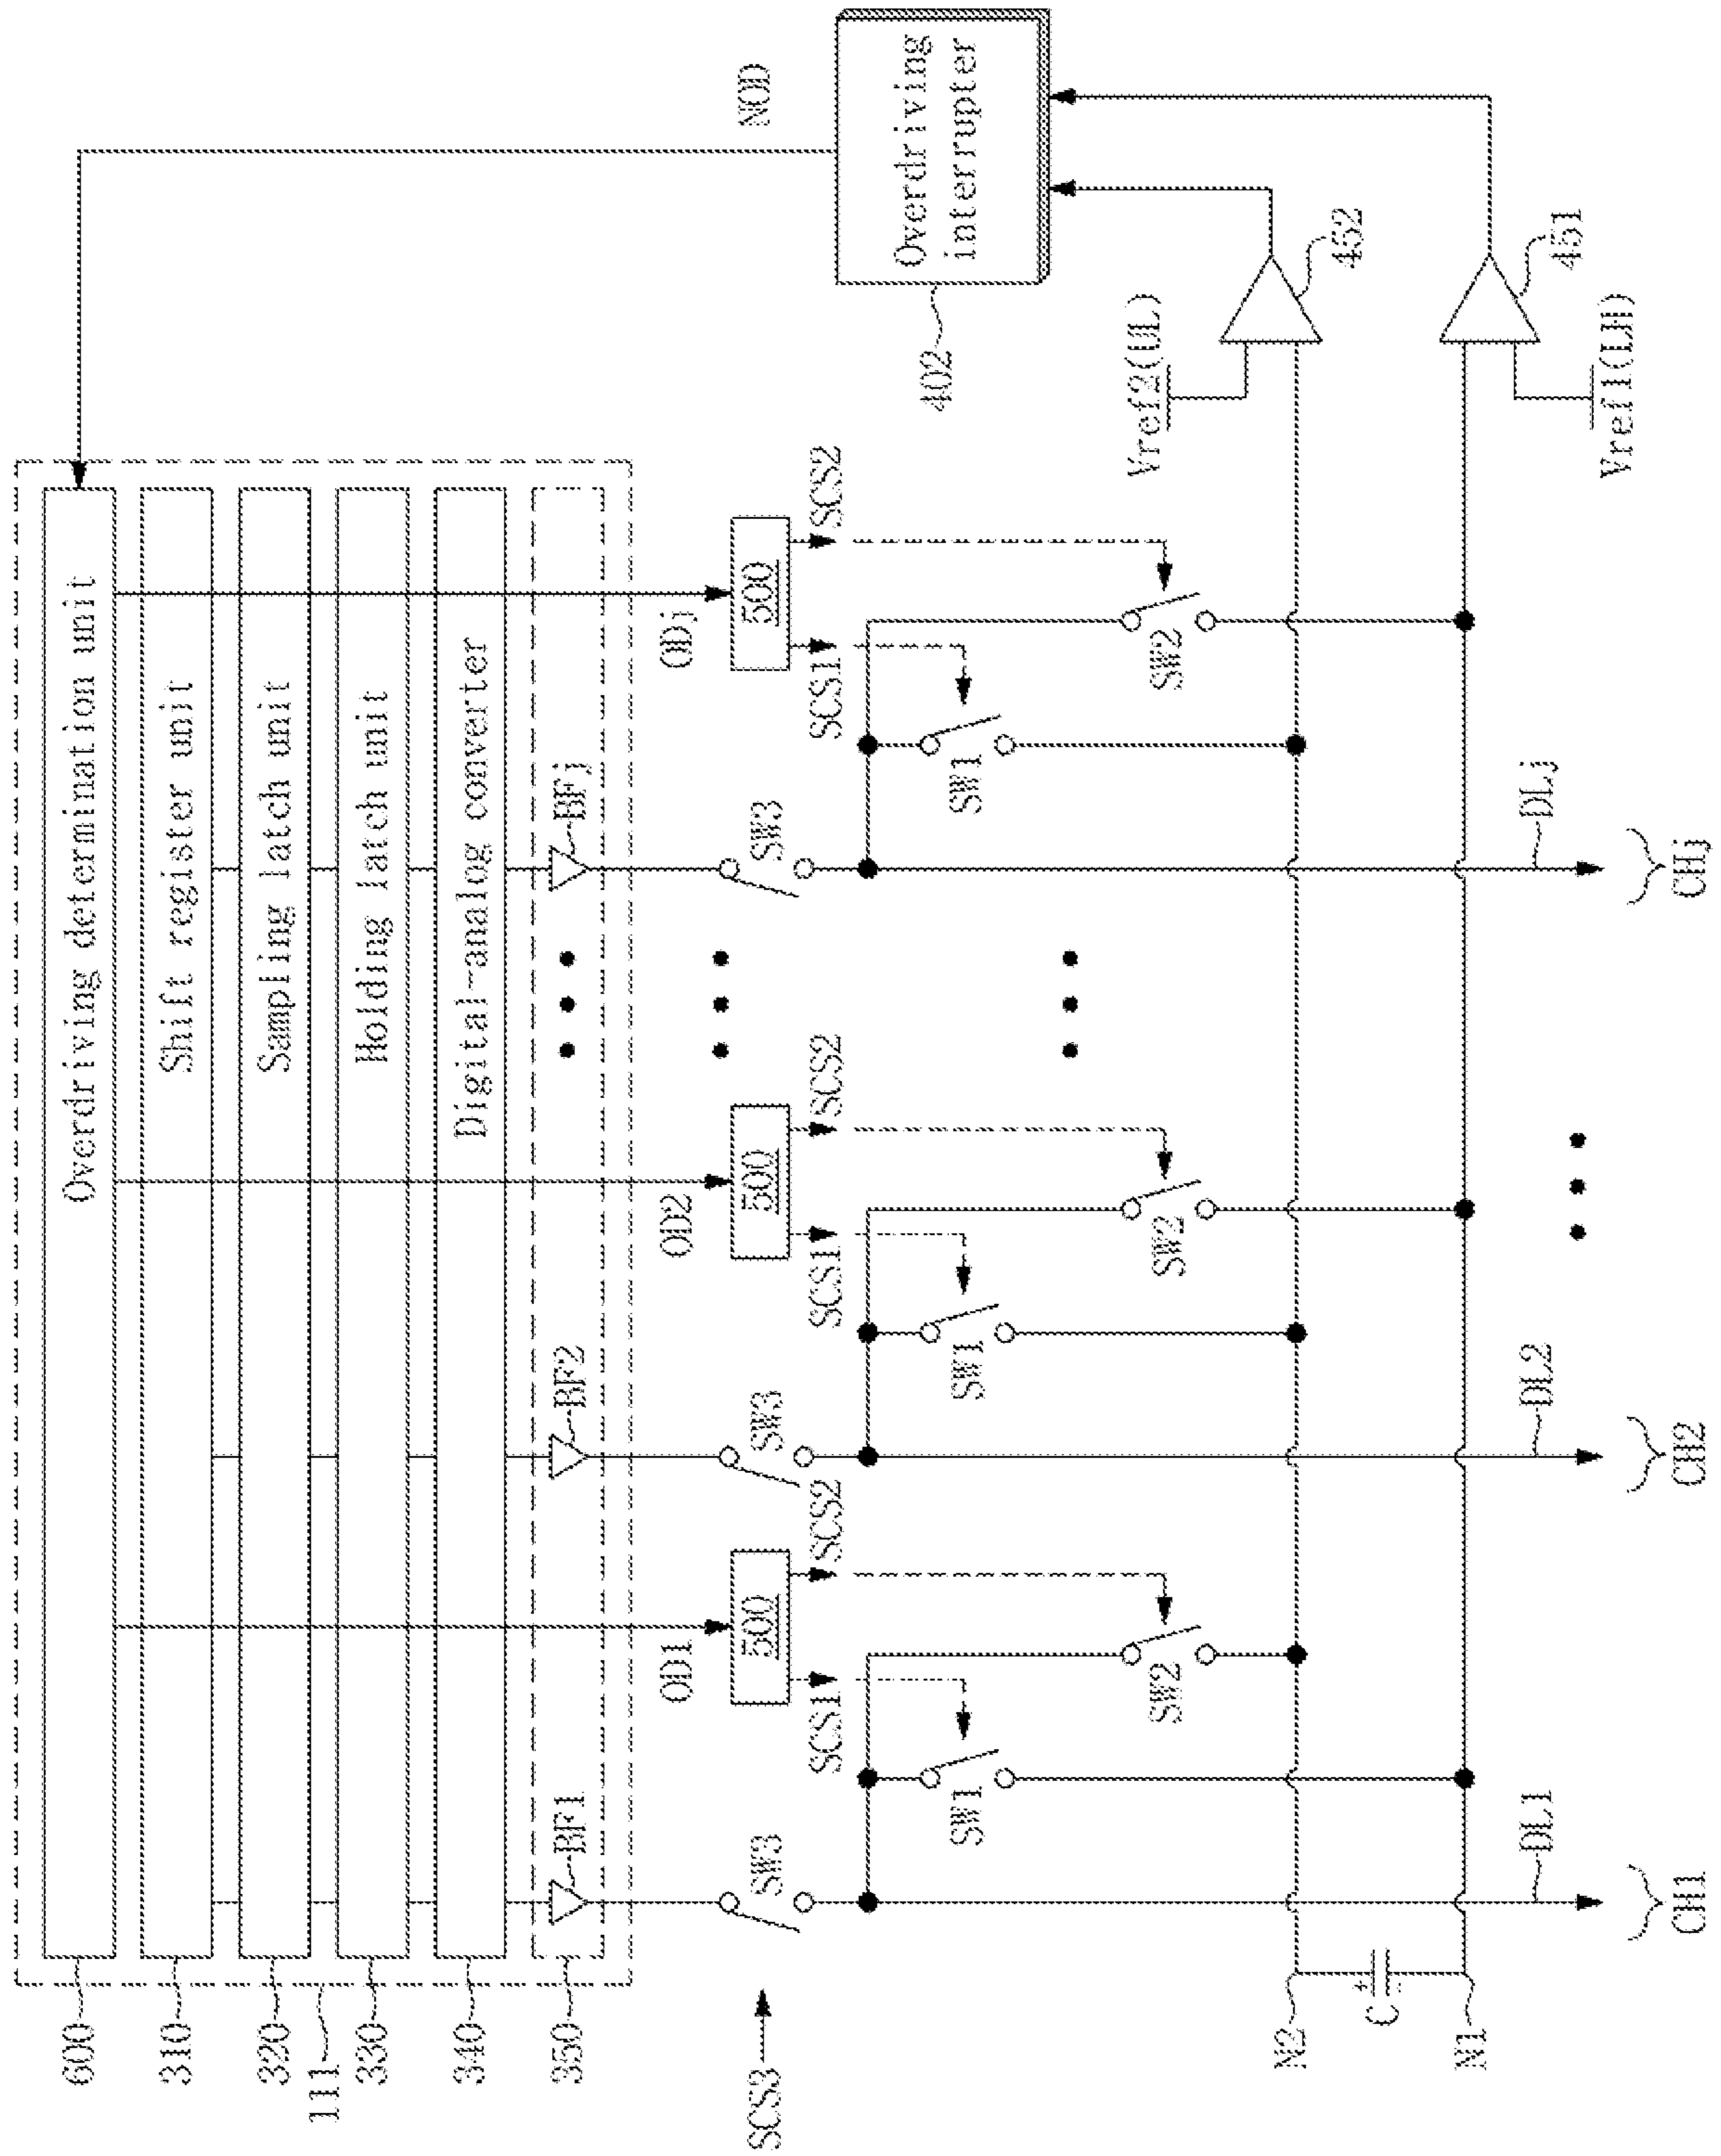 600
Overdriving determination unit
310
Shift register unit
320
Sampling latch unit
111
330
Holding latch unit
340
Digital-analog converter
350
BF1
BF2
BFj
NOD
Overdriving
interrupter
402
SCS3
SW3
OD1
500
SCS1
SCS2
SW3
OD2
500
SCS1
SCS2
SW3
ODj
500
SCS1
SCS2
SW1
SW2
SW1
SW2
SW1
SW2
Vref2(UL)
452
Vref1(LH)
451
N2
C
N1
DL1
DL2
DLj
CH1
CH2
CHj